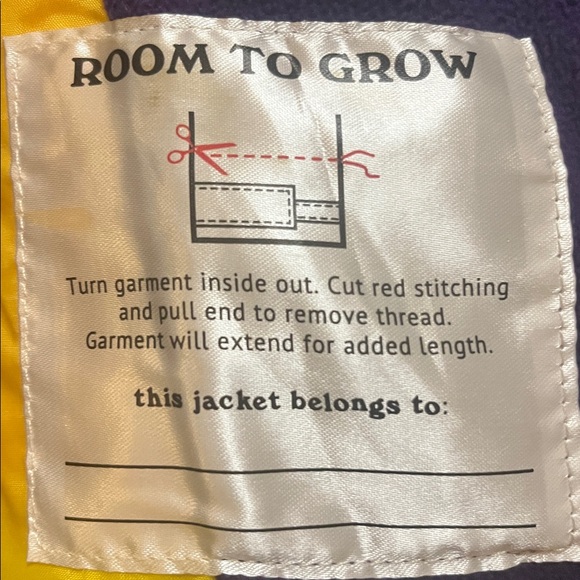 ROOM TO GROW
Turn garment inside out. Cut red stitching
and pull end to remove thread.
Garment will extend for added length.
this jacket belongs to: